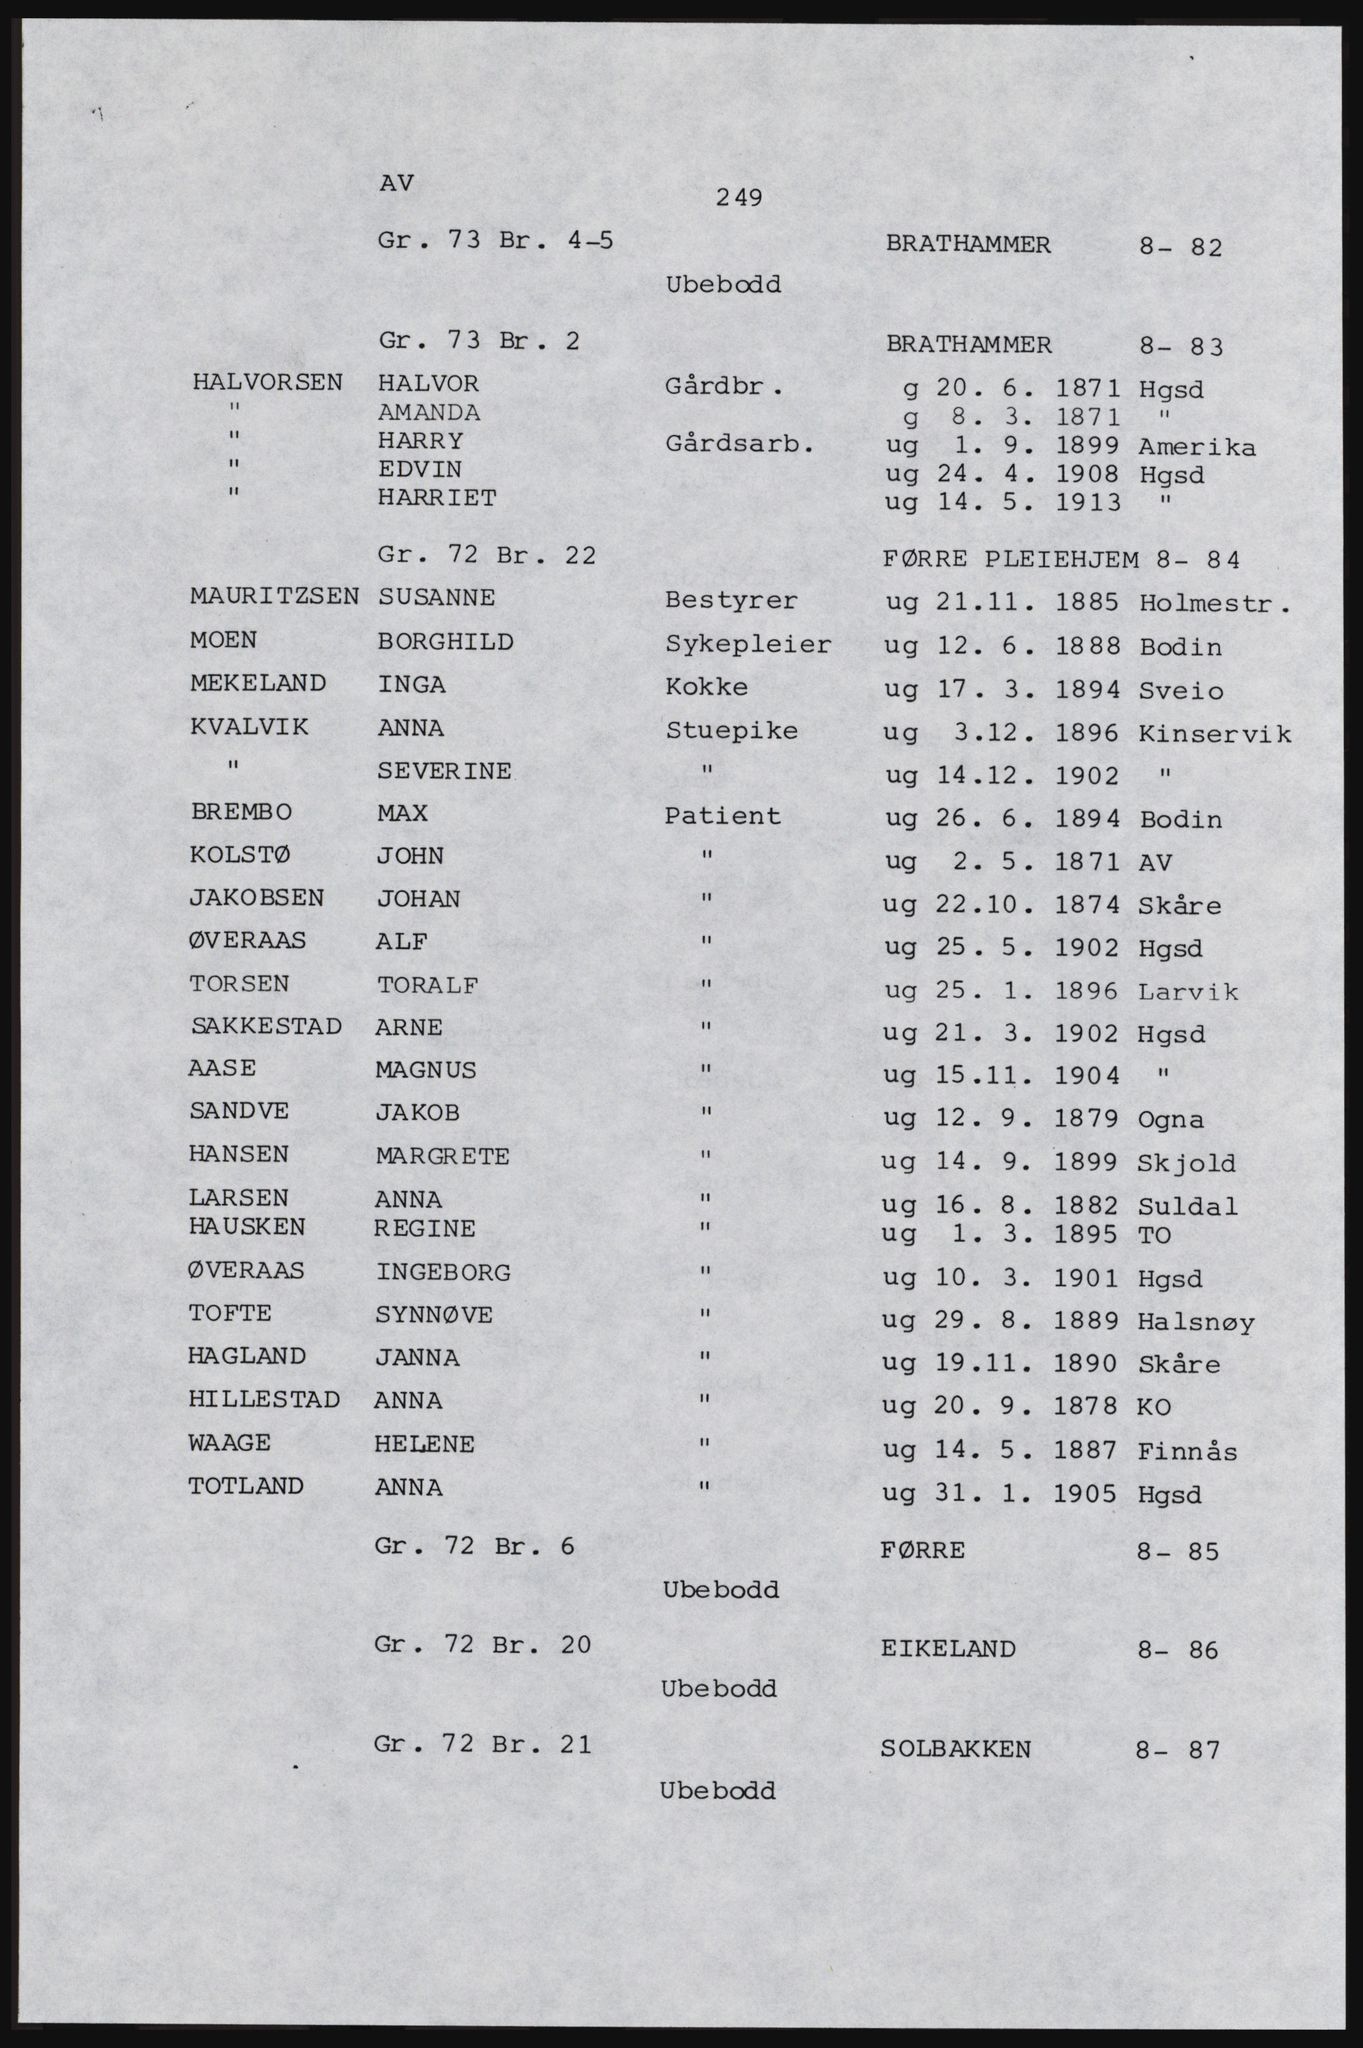 AV
249
Gr. 73 Br. 4-5 BRATHAMMER 8- 82
Ubebodd
Gr. 73 Br. 2 BRATHAMMER 8- 83
HALVORSEN HALVOR Gårdbr. g 20. 6. 1871 Hgsd
" AMANDA g 8. 3. 1871 "
" HARRY Gårdsarb. ug 1. 9. 1899 Amerika
" EDVIN ug 24. 4. 1908 Hgsd
" HARRIET ug 14. 5. 1913 "
Gr. 72 Br. 22 FØRRE PLEIEHJEM 8- 84
MAURITZSEN SUSANNE Bestyrer ug 21.11. 1885 Holmestr.
MOEN BORGHILD Sykepleier ug 12. 6. 1888 Bodin
MEKELAND INGA Kokke ug 17. 3. 1894 Sveio
KVALVIK ANNA Stuepike ug 3.12. 1896 Kinservik
" SEVERINE " ug 14.12. 1902 "
BREMBO MAX Patient ug 26. 6. 1894 Bodin
KOLSTØ JOHN " ug 2. 5. 1871 AV
JAKOBSEN JOHAN " ug 22.10. 1874 Skåre
ØVERAAS ALF " ug 25. 5. 1902 Hgsd
TORSEN TORALF " ug 25. 1. 1896 Larvik
SAKKESTAD ARNE " ug 21. 3. 1902 Hgsd
AASE MAGNUS " ug 15.11. 1904 "
SANDVE JAKOB " ug 12. 9. 1879 Ogna
HANSEN MARGRETE " ug 14. 9. 1899 Skjold
LARSEN ANNA " ug 16. 8. 1882 Suldal
HAUSKEN REGINE " ug 1. 3. 1895 TO
ØVERAAS INGEBORG " ug 10. 3. 1901 Hgsd
TOFTE SYNNØVE " ug 29. 8. 1889 Halsnøy
HAGLAND JANNA " ug 19.11. 1890 Skåre
HILLESTAD ANNA " ug 20. 9. 1878 KO
WAAGE HELENE " ug 14. 5. 1887 Finnås
TOTLAND ANNA " ug 31. 1. 1905 Hgsd
Gr. 72 Br. 6 FØRRE 8- 85
Ubebodd
Gr. 72 Br. 20 EIKELAND 8- 86
Ubebodd
Gr. 72 Br. 21 SOLBAKKEN 8- 87
Ubebodd